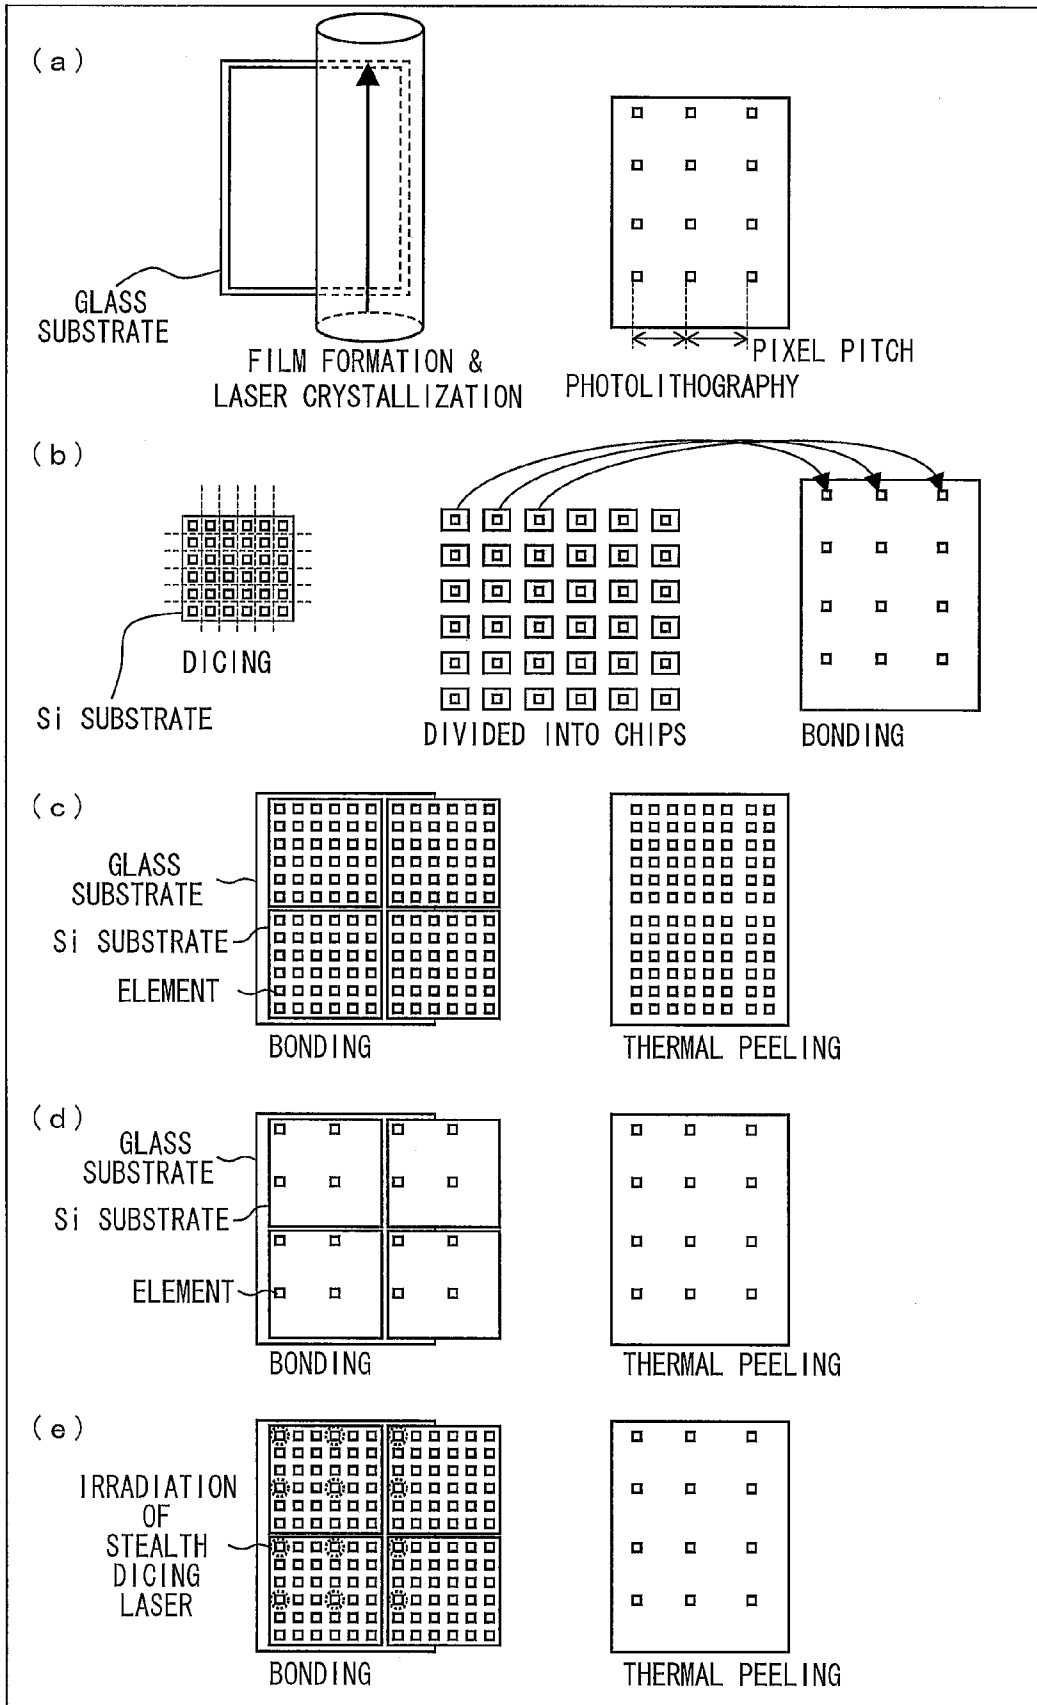 (a)
GLASS
SUBSTRATE
FILM FORMATION &
LASER CRYSTALLIZATION
PIXEL PITCH
PHOTOLITHOGRAPHY
(b)
DICING
Si SUBSTRATE
DIVIDED INTO CHIPS
BONDING
(c)
GLASS
SUBSTRATE
Si SUBSTRATE
ELEMENT
BONDING
THERMAL PEELING
(d)
GLASS
SUBSTRATE
Si SUBSTRATE
ELEMENT
BONDING
THERMAL PEELING
(e)
IRRADIATION
OF
STEALTH
DICING
LASER
BONDING
THERMAL PEELING